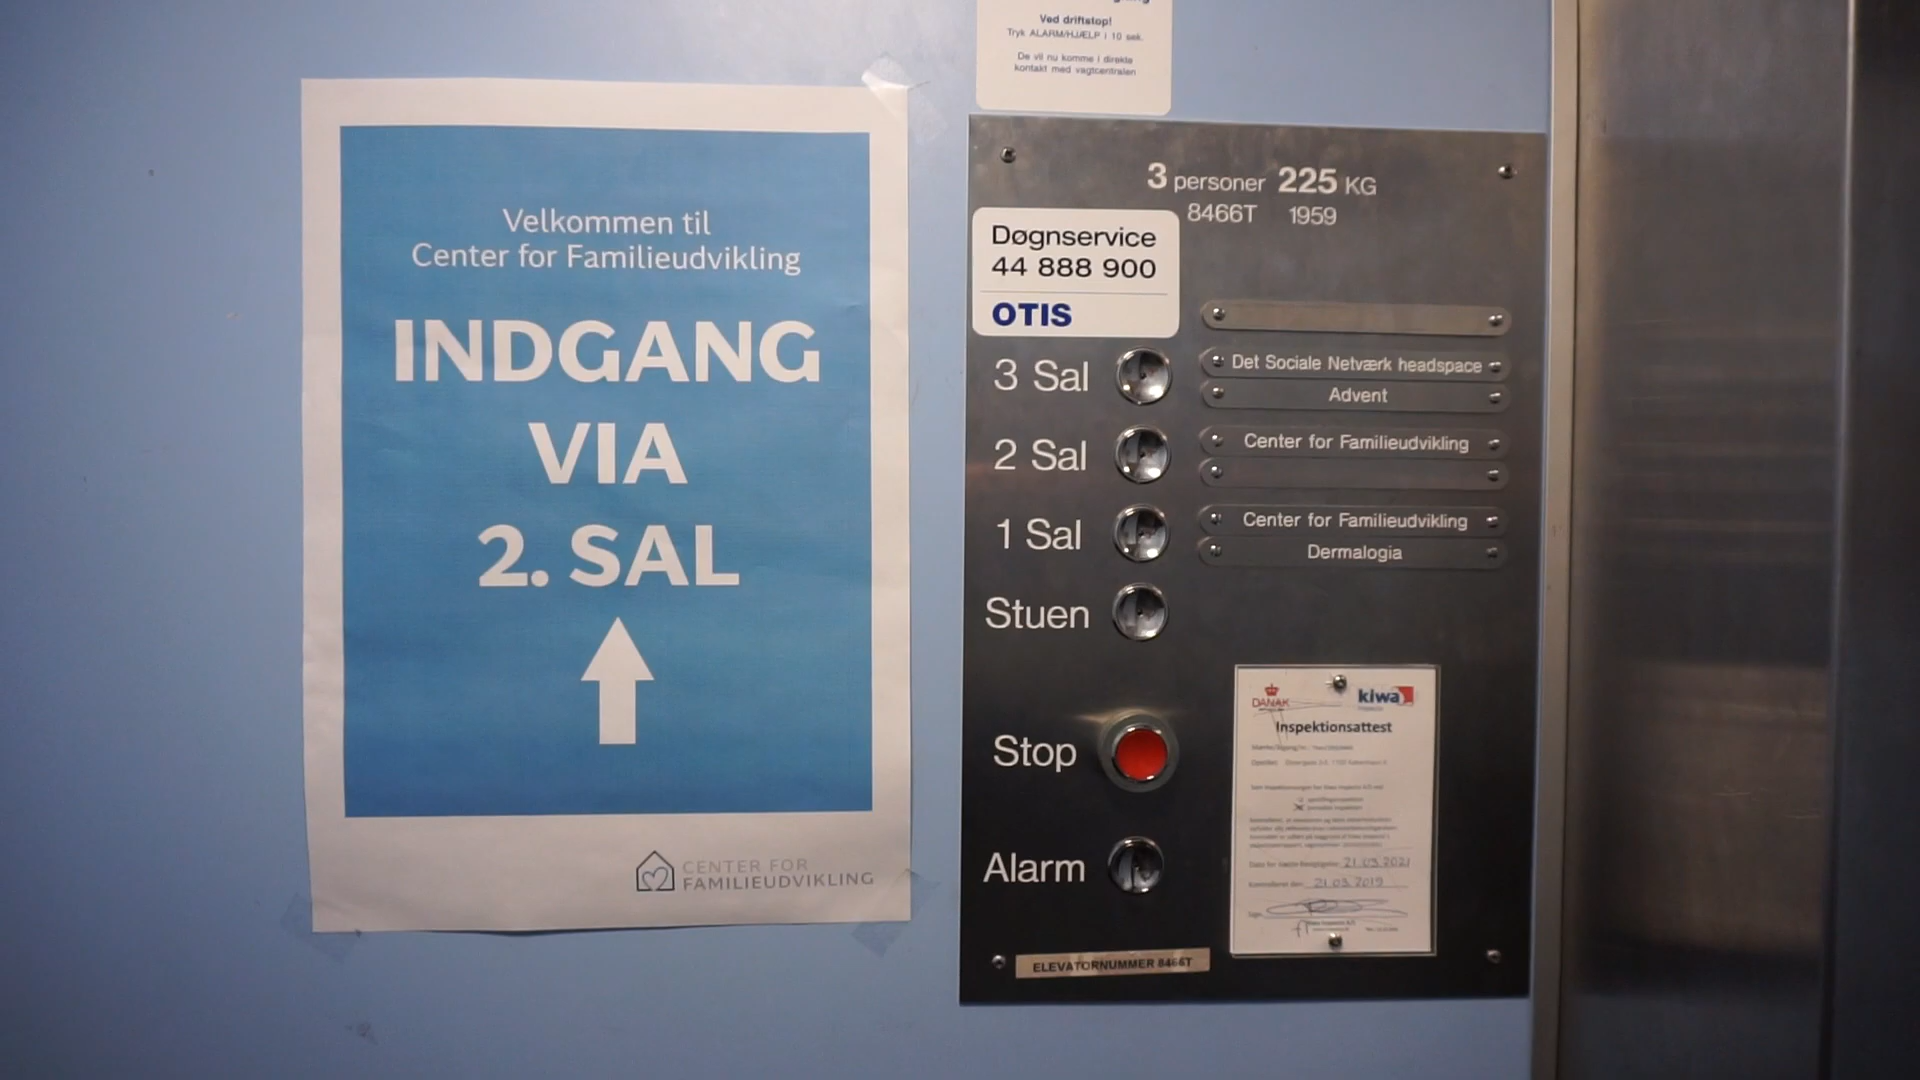 Velkommen til
Center for Familieudvikling
INDGANG
VIA
2. SAL
CENTER FOR
FAMILIEUDVIKLING
Ved driftstop!
Tryk ALARM/HJÆLP i 10 sek.
De vil nu komme i direkte
kontakt med vagtcentralen
3 personer 225 KG
8466T 1959
Døgnservice
44 888 900
OTIS
3 Sal
Det Sociale Netværk headspace
Advent
2 Sal
Center for Familieudvikling
1 Sal
Center for Familieudvikling
Dermalogia
Stuen
Stop
Alarm
DANAK
kiwa
Inspektionsattest
21.03.2021
21.03.2019
ELEVATORNUMMER 8466T